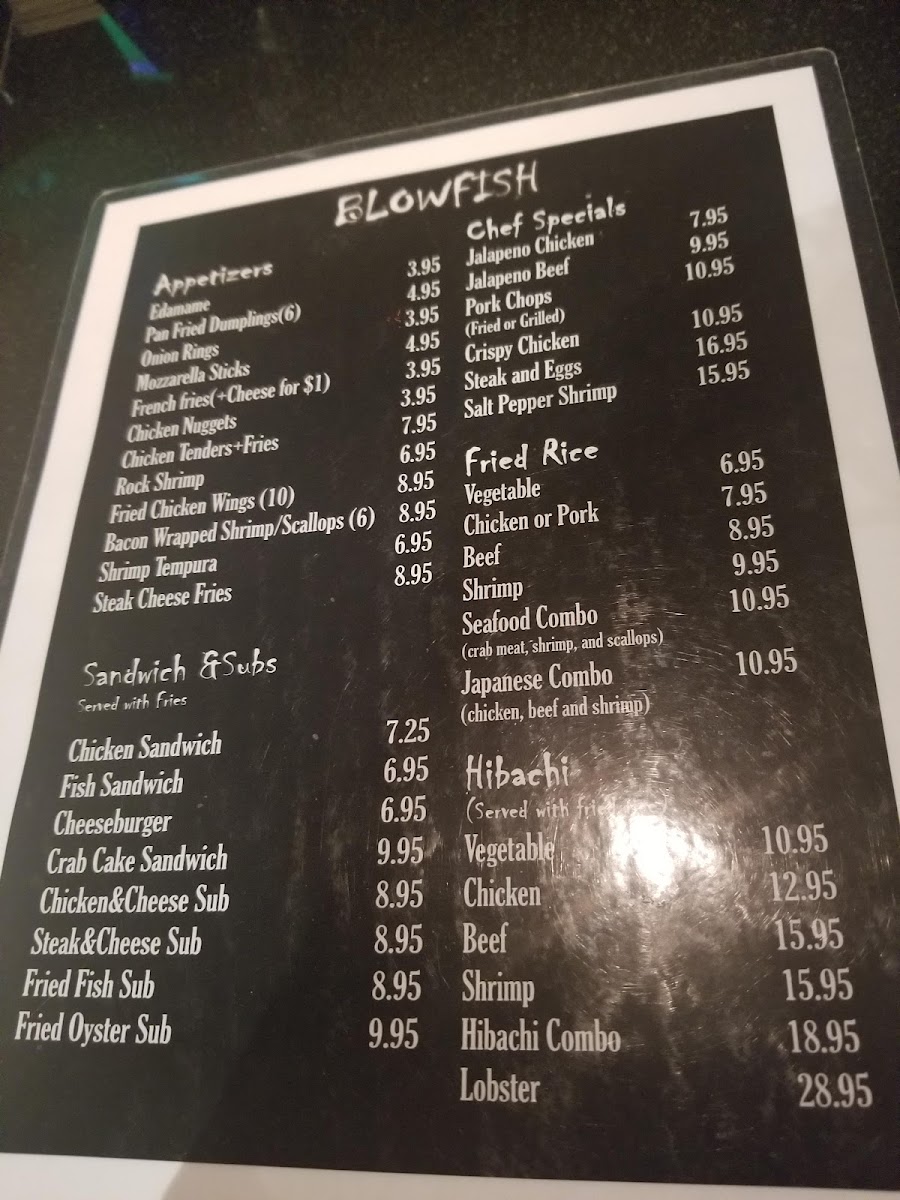 BLOWFISH
Appetizers
Edamame 3.95
Pan Fried Dumplings(6) 4.95
Onion Rings 3.95
Mozzarella Sticks 4.95
French fries(+Cheese for $1) 3.95
Chicken Nuggets 3.95
Chicken Tenders+Fries 7.95
Rock Shrimp 6.95
Fried Chicken Wings (10) 8.95
Bacon Wrapped Shrimp/Scallops (6) 8.95
Shrimp Tempura 6.95
Steak Cheese Fries 8.95
Sandwich &Subs
Served with fries
Chicken Sandwich 7.25
Fish Sandwich 6.95
Cheeseburger 6.95
Crab Cake Sandwich 9.95
Chicken&Cheese Sub 8.95
Steak&Cheese Sub 8.95
Fried Fish Sub 8.95
Fried Oyster Sub 9.95
Chef Specials
Jalapeno Chicken 7.95
Jalapeno Beef 9.95
Pork Chops 10.95
(Fried or Grilled)
Crispy Chicken 10.95
Steak and Eggs 16.95
Salt Pepper Shrimp 15.95
Fried Rice
Vegetable 6.95
Chicken or Pork 7.95
Beef 8.95
Shrimp 9.95
Seafood Combo 10.95
(crab meat, shrimp, and scallops)
Japanese Combo 10.95
(chicken, beef and shrimp)
Hibachi
(Served with
Vegetable 10.95
Chicken 12.95
Beef 15.95
Shrimp 15.95
Hibachi Combo 18.95
Lobster 28.95